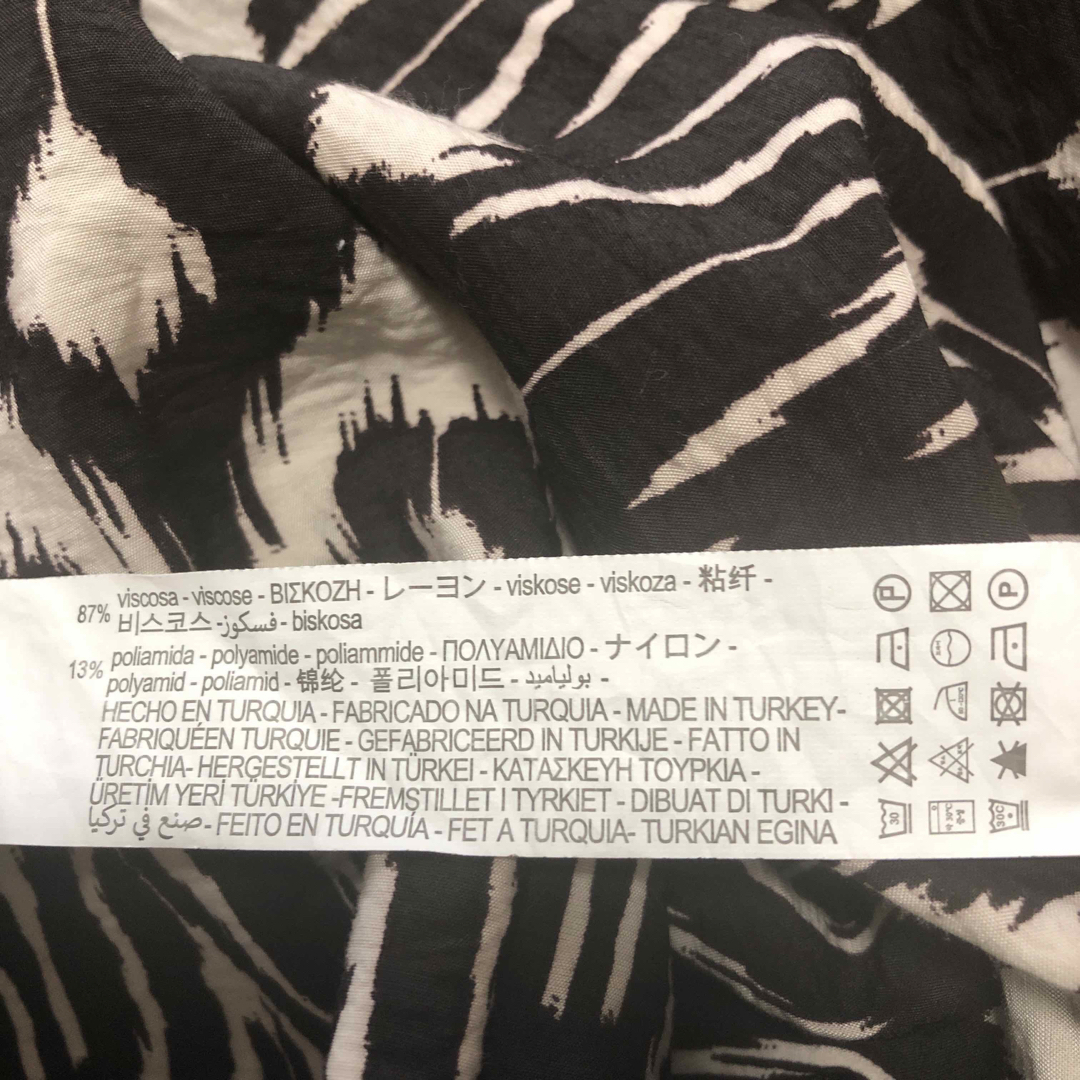 87% viscosa - viscose - ΒΙΣΚΟΖΗ - レーヨン - viskose - viskoza - 粘纤 -
비스코스 - فسكوز - biskosa
13% poliamida - polyamide - poliammide - ΠΟΛΥΑΜΙΔΙΟ - ナイロン -
polyamid - poliamid - 锦纶 - 폴리아미드 - بولياميد -
HECHO EN TURQUIA - FABRICADO NA TURQUIA - MADE IN TURKEY-
FABRIQUÉEN TURQUIE - GEFABRICEERD IN TURKIJE - FATTO IN
TURCHIA- HERGESTELLT IN TÜRKEI - ΚΑΤΑΣΚΕΥΗ ΤΟΥΡΚΙΑ -
ÜRETİM YERİ TÜRKİYE -FREMSTILLET I TYRKIET - DIBUAT DI TURKI -
صنع في تركيا - FEITO EN TURQUÍA - FET A TURQUIA- TURKIAN EGINA
P P
30 30C